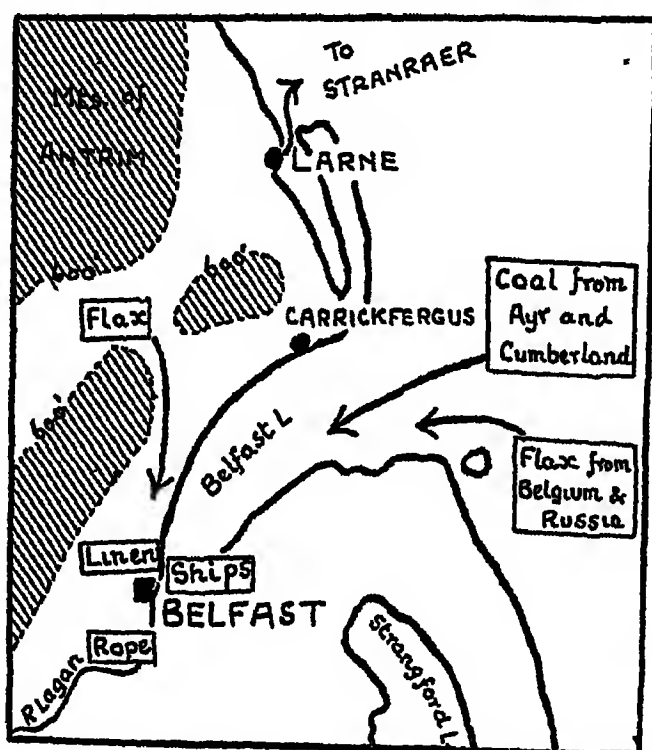 To
STRANRAER
Mts. of
ANTRIM
LARNE
600'
600'
Flax
CARRICKFERGUS
Coal from
Ayr and
Cumberland
600'
Belfast L
Flax from
Belgium &
Russia
Linen
Ships
BELFAST
Rope
R Lagan
Strangford L.